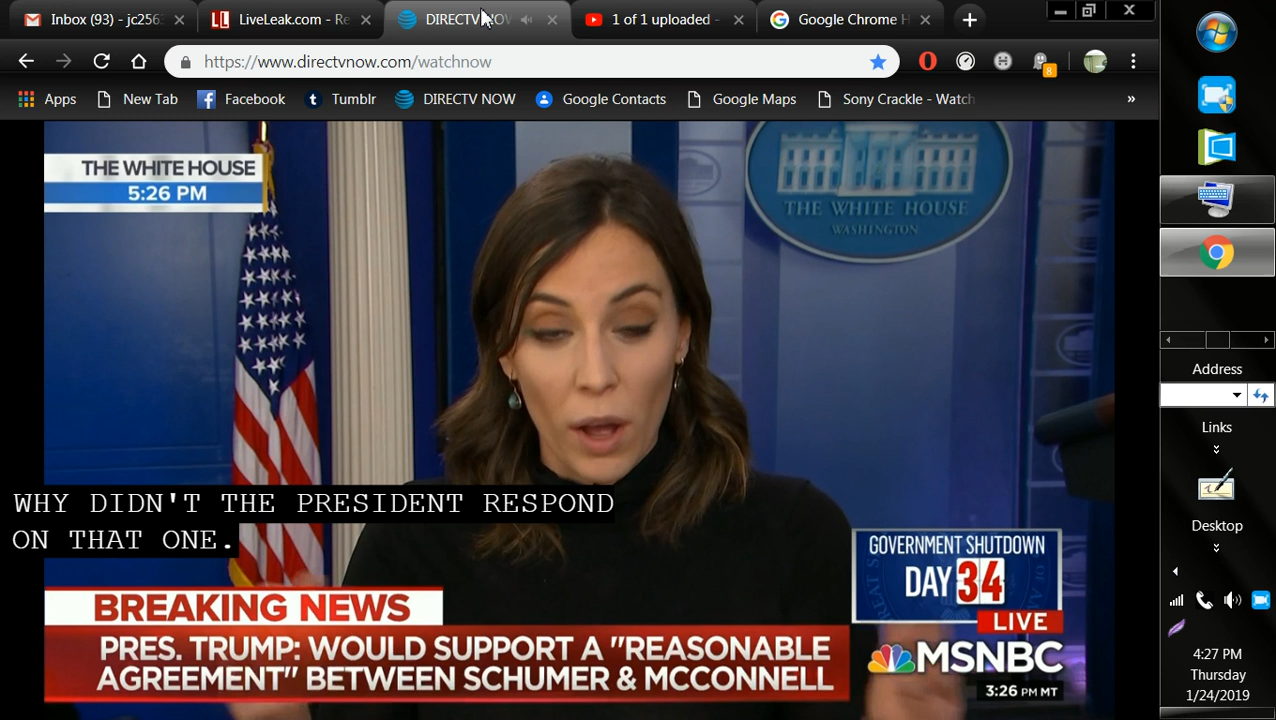 Inbox (93) - jc256
LiveLeak.com - Re
DIRECTV NOW
1 of 1 uploaded -
Google Chrome H
https://www.directvnow.com/watchnow
8
Apps
New Tab
Facebook
Tumblr
DIRECTV NOW
Google Contacts
Google Maps
Sony Crackle - Watch
»
THE WHITE HOUSE
5:26 PM
THE WHITE HOUSE
WASHINGTON
WHY DIDN'T THE PRESIDENT RESPOND
ON THAT ONE.
GOVERNMENT SHUTDOWN
DAY 34
LIVE
BREAKING NEWS
PRES. TRUMP: WOULD SUPPORT A "REASONABLE
AGREEMENT" BETWEEN SCHUMER & MCCONNELL
MSNBC
3:26 PM MT
Address
Links
Desktop
4:27 PM
Thursday
1/24/2019